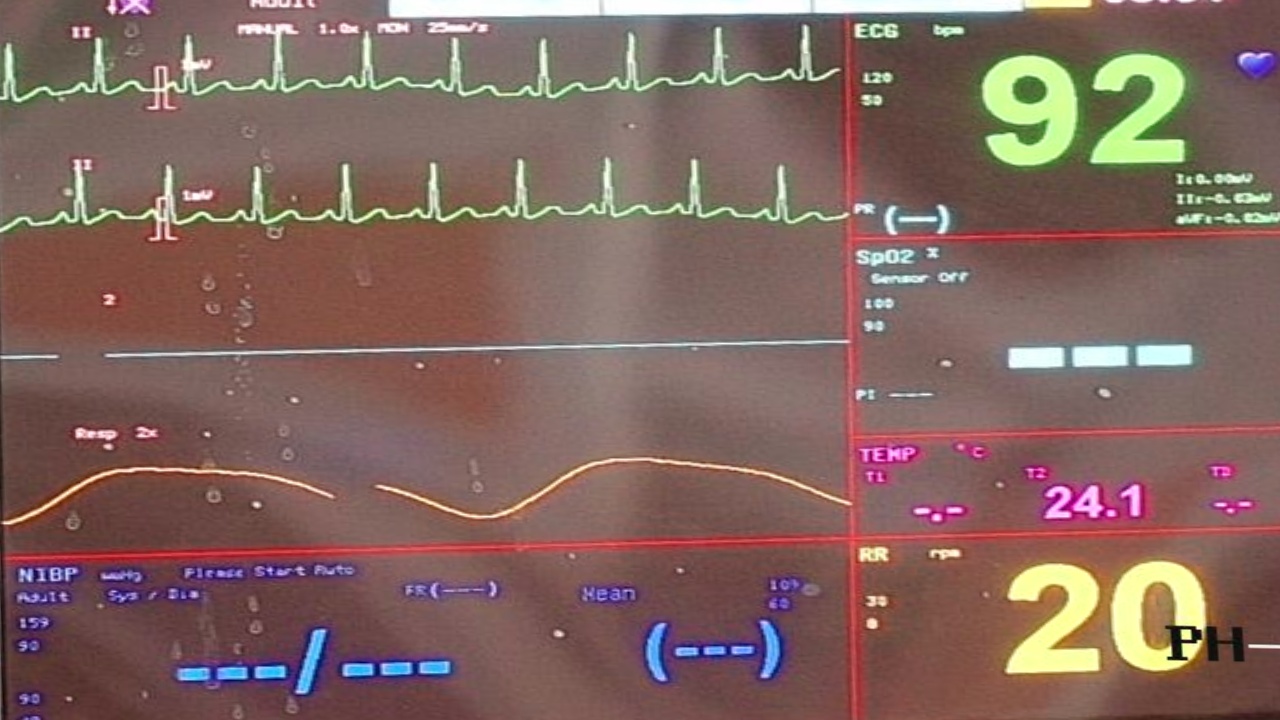 Adult
II
MANUAL 1.0x MON 25mm/s
1mV
II
1mV
2
Resp 2x
ECG bpm
120
50
92
I:0.00mV
II:-0.03mV
aVF:-0.02mV
PR (---)
SpO2 %
Sensor Off
100
90
PI ---
TEMP °C
T1 T2
-.- 24.1 -.-
RR rpm
30
8
20
PH
NIBP mmHg Please Start Auto
Adult Sys / Dia PR(---) Mean
159
90
---/--- (---)
90